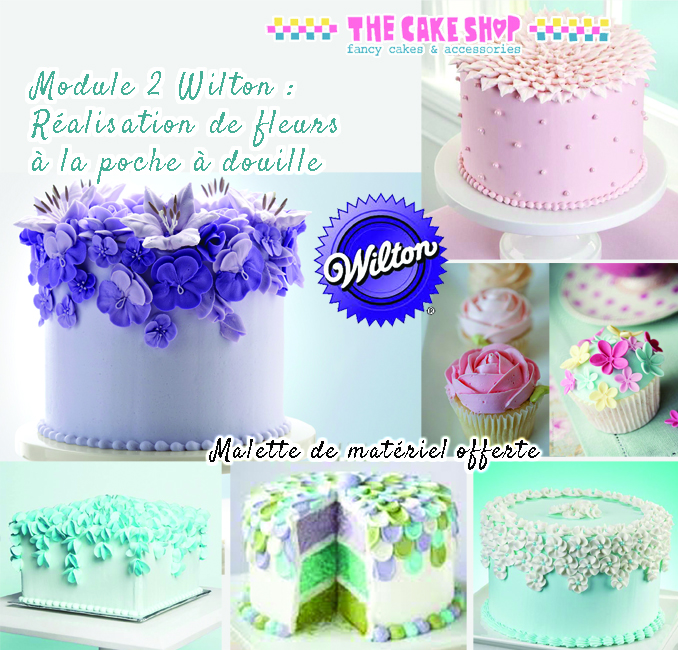 THE CAKE SHOP
fancy cakes & accessories
Module 2 Wilton :
Réalisation de fleurs
à la poche à douille
Wilton
®
Malette de matériel offerte